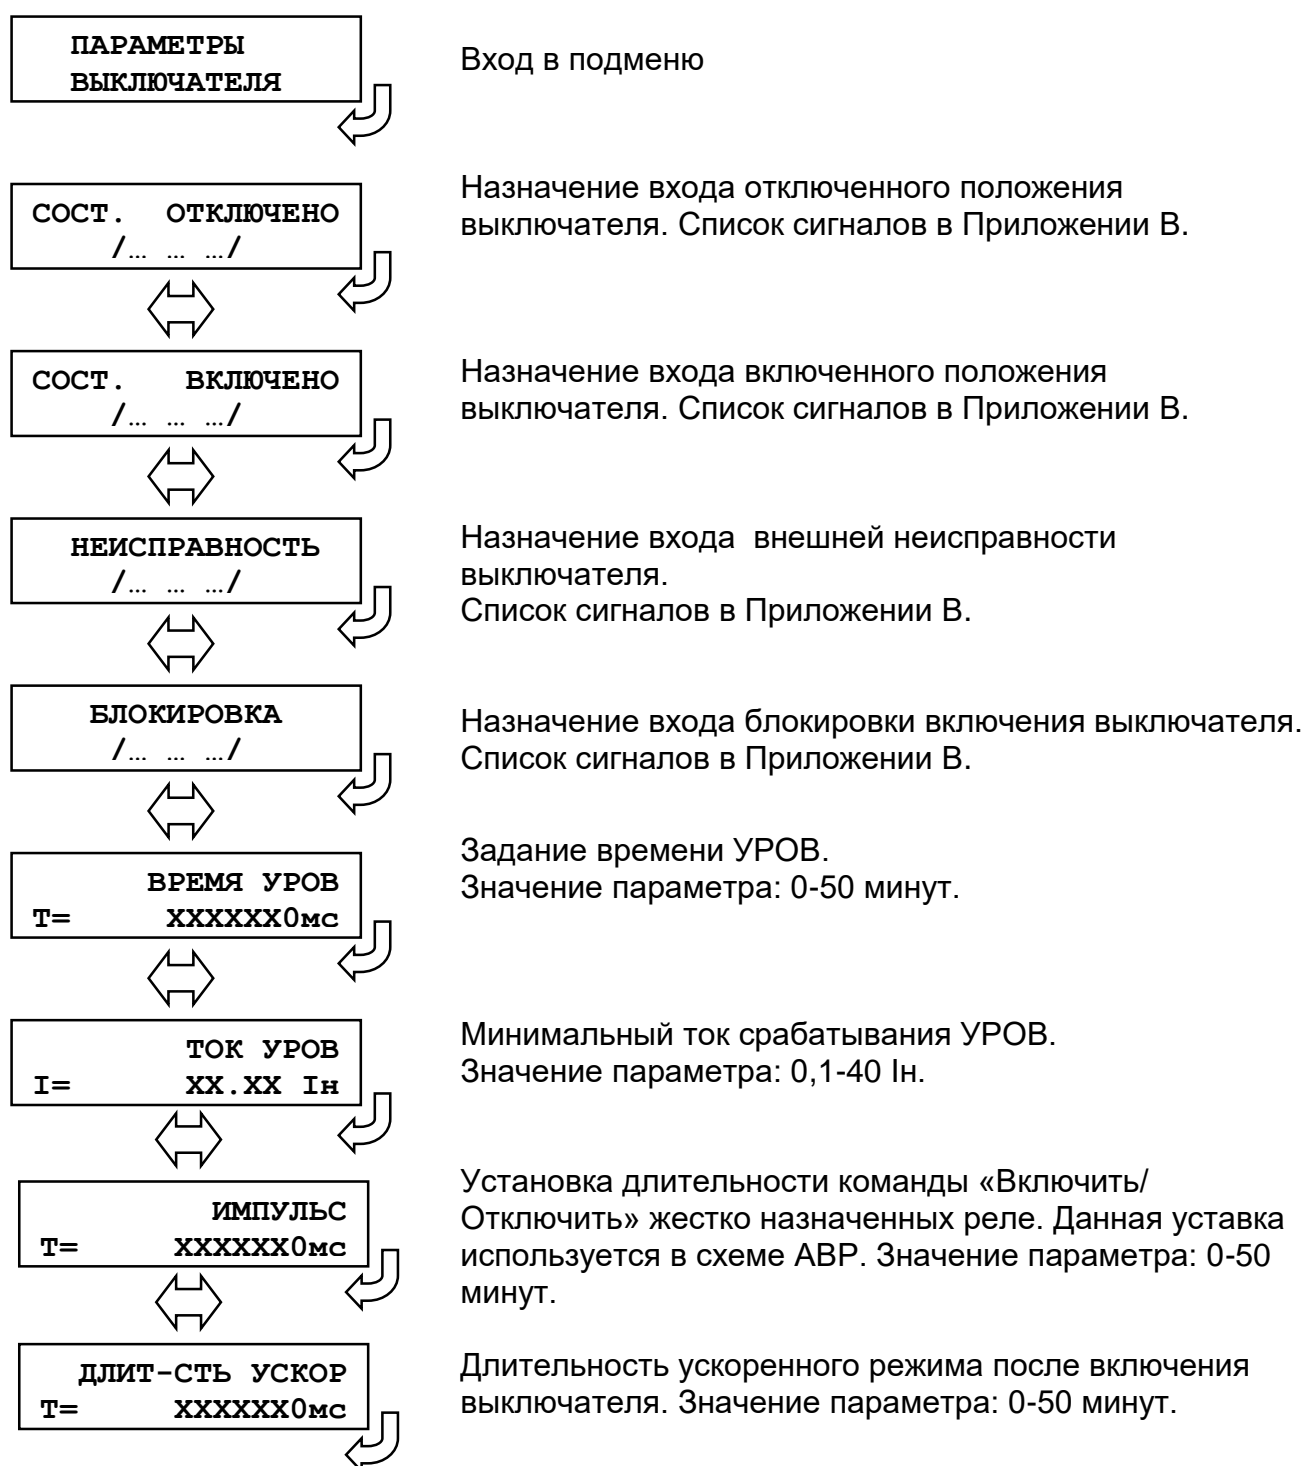 ПАРАМЕТРЫ
ВЫКЛЮЧАТЕЛЯ
Вход в подменю
СОСТ. ОТКЛЮЧЕНО
/… … …/
Назначение входа отключенного положения
выключателя. Список сигналов в Приложении В.
СОСТ. ВКЛЮЧЕНО
/… … …/
Назначение входа включенного положения
выключателя. Список сигналов в Приложении В.
НЕИСПРАВНОСТЬ
/… … …/
Назначение входа внешней неисправности
выключателя.
Список сигналов в Приложении В.
БЛОКИРОВКА
/… … …/
Назначение входа блокировки включения выключателя.
Список сигналов в Приложении В.
ВРЕМЯ УРОВ
Т= ХХХХХХ0мс
Задание времени УРОВ.
Значение параметра: 0-50 минут.
ТОК УРОВ
I= ХХ.ХХ Iн
Минимальный ток срабатывания УРОВ.
Значение параметра: 0,1-40 Iн.
ИМПУЛЬС
Т= ХХХХХХ0мс
Установка длительности команды «Включить/
Отключить» жестко назначенных реле. Данная уставка
используется в схеме АВР. Значение параметра: 0-50
минут.
ДЛИТ-СТЬ УСКОР
Т= ХХХХХХ0мс
Длительность ускоренного режима после включения
выключателя. Значение параметра: 0-50 минут.